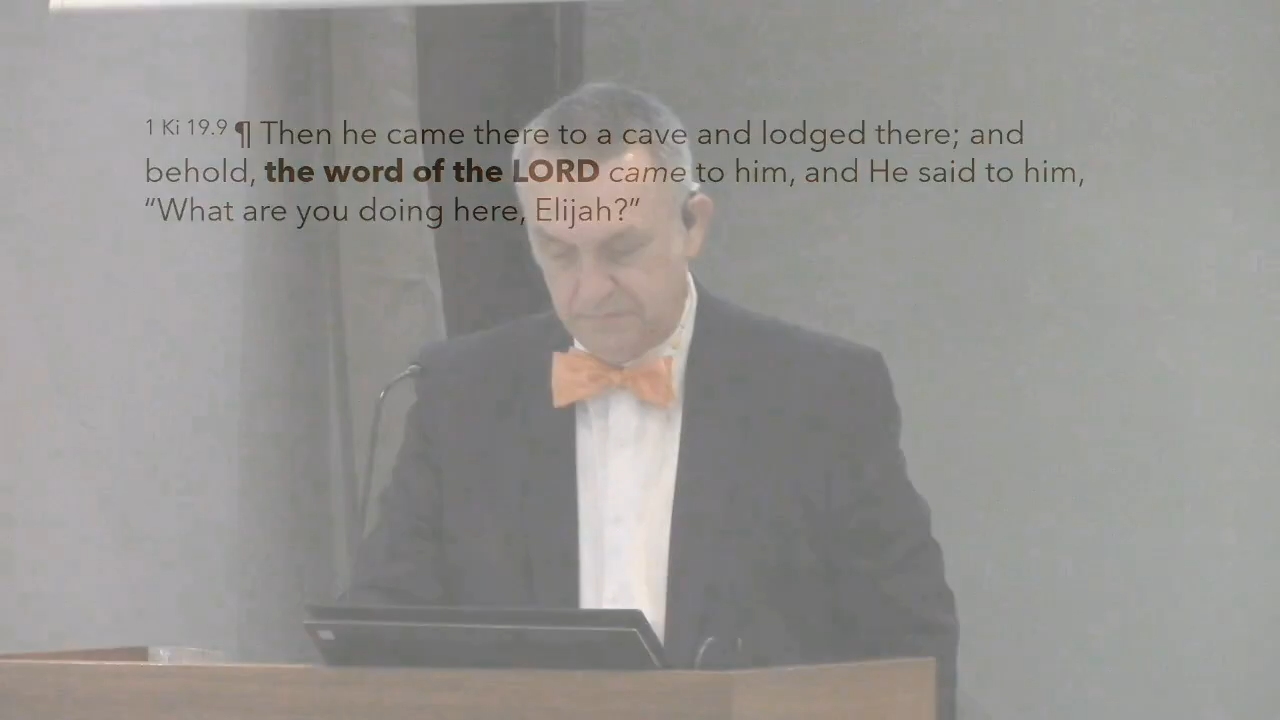 1 Ki 19.9 ¶ Then he came there to a cave and lodged there; and
behold, the word of the LORD came to him, and He said to him,
“What are you doing here, Elijah?”